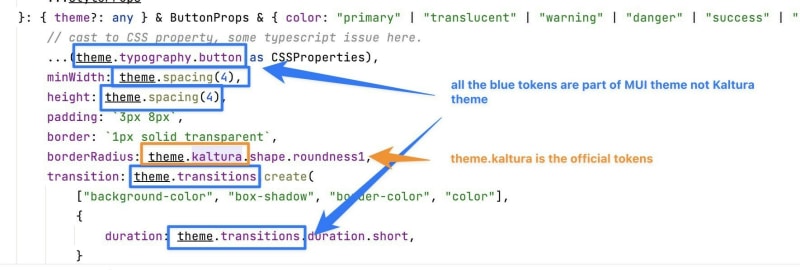 ...StyleProps
}: { theme?: any } & ButtonProps & { color: "primary" | "translucent" | "warning" | "danger" | "success" | "
// cast to CSS property, some typescript issue here.
...(theme.typography.button as CSSProperties),
minWidth: theme.spacing(4),
height: theme.spacing(4),
padding: `3px 8px`,
border: `1px solid transparent`,
borderRadius: theme.kaltura.shape.roundness1,
transition: theme.transitions.create(
["background-color", "box-shadow", "border-color", "color"],
{
duration: theme.transitions.duration.short,
}
all the blue tokens are part of MUI theme not Kaltura
theme
theme.kaltura is the official tokens